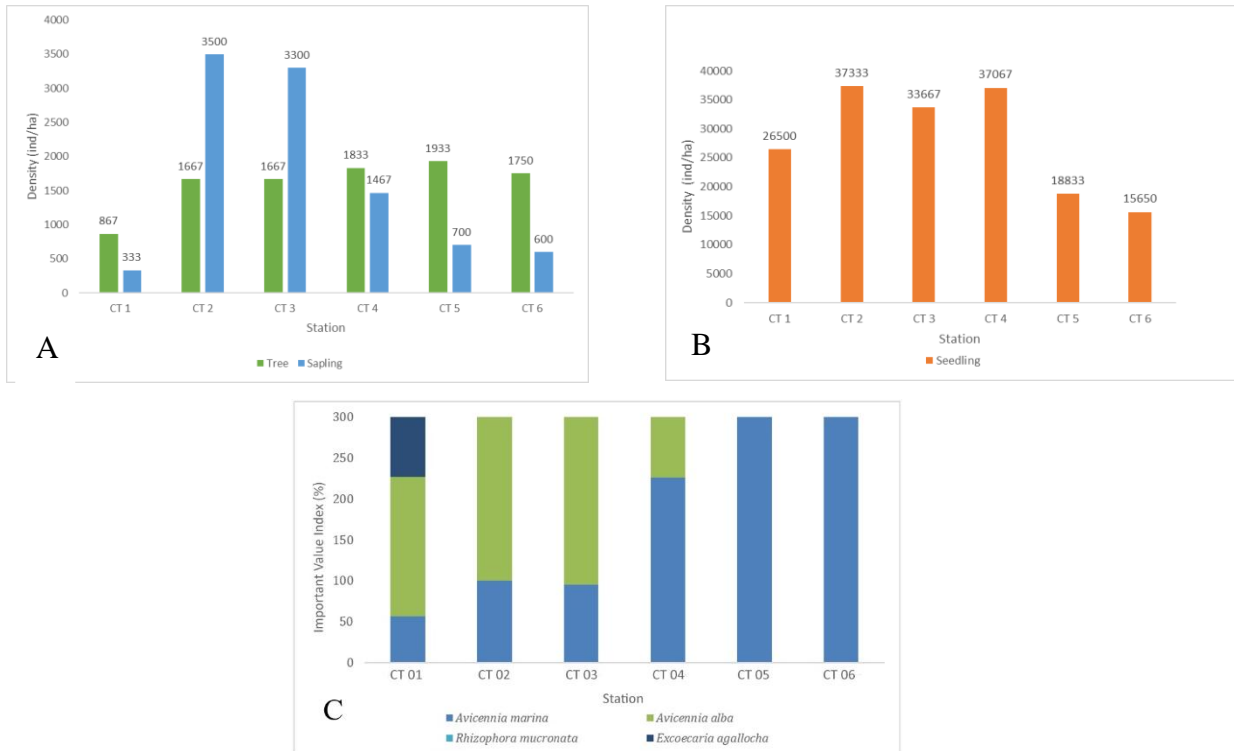 4000
3500
3000
2500
2000
1500
1000
500
0
Density (ind/ha)
867
333
1667
3500
1667
3300
1833
1467
1933
700
1750
600
CT 1 CT 2 CT 3 CT 4 CT 5 CT 6
Station
Tree Sapling
A
40000
35000
30000
25000
20000
15000
10000
5000
0
Density (ind/ha)
26500
37333
33667
37067
18833
15650
CT 1 CT 2 CT 3 CT 4 CT 5 CT 6
Station
Seedling
B
300
250
200
150
100
50
0
Important Value Index (%)
CT 01 CT 02 CT 03 CT 04 CT 05 CT 06
Station
Avicennia marina Avicennia alba
Rhizophora mucronata Excoecaria agallocha
C